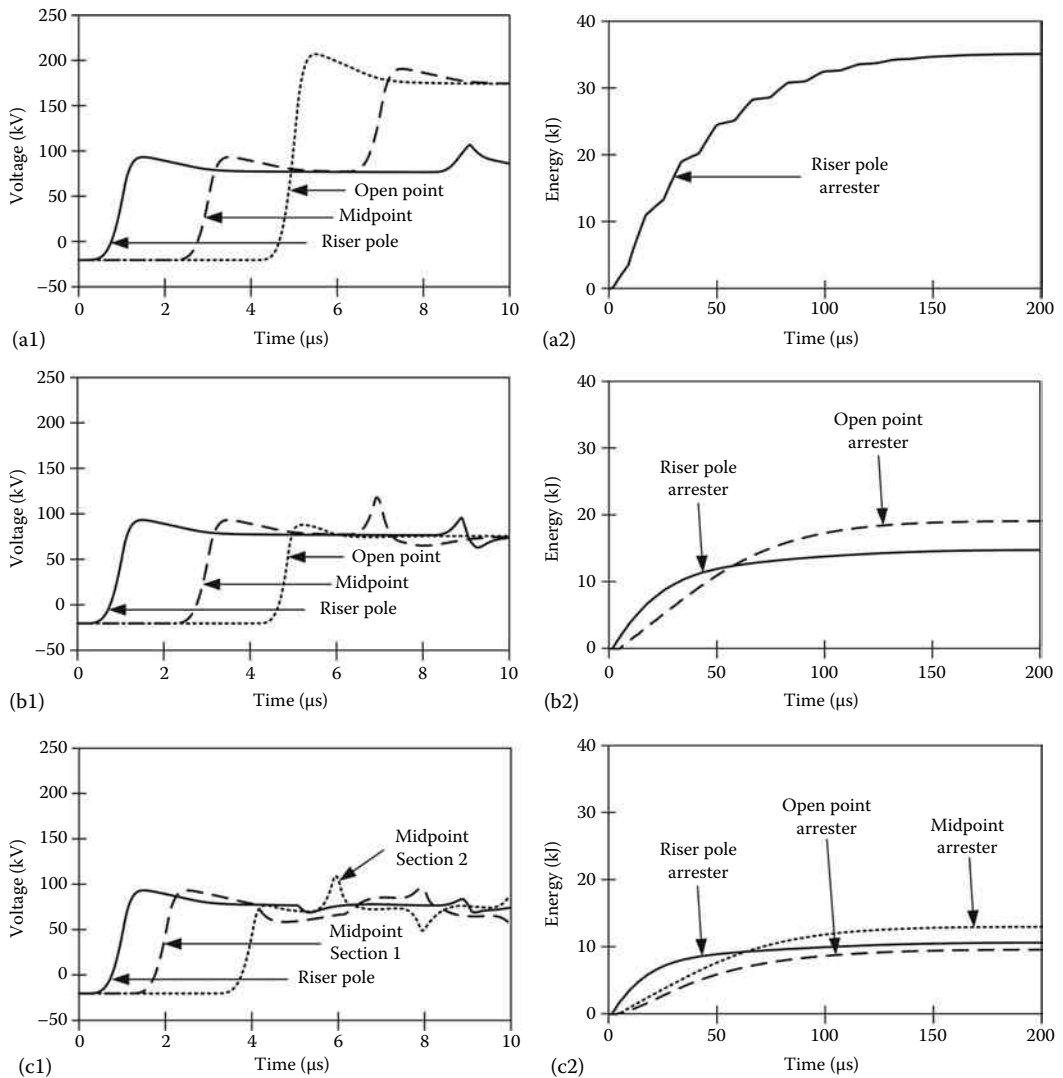 250
200
150
100
50
0
−50
Voltage (kV)
Open point
Midpoint
Riser pole
0
2
4
6
8
10
Time (µs)
(a1)
40
30
20
10
0
Energy (kJ)
Riser pole
arrester
0
50
100
150
200
Time (µs)
(a2)
250
200
150
100
50
0
−50
Voltage (kV)
Open point
Midpoint
Riser pole
0
2
4
6
8
10
Time (µs)
(b1)
40
30
20
10
0
Energy (kJ)
Open point
arrester
Riser pole
arrester
0
50
100
150
200
Time (µs)
(b2)
250
200
150
100
50
0
−50
Voltage (kV)
Midpoint
Section 2
Midpoint
Section 1
Riser pole
0
2
4
6
8
10
Time (µs)
(c1)
40
30
20
10
0
Energy (kJ)
Open point
arrester
Midpoint
arrester
Riser pole
arrester
0
50
100
150
200
Time (µs)
(c2)